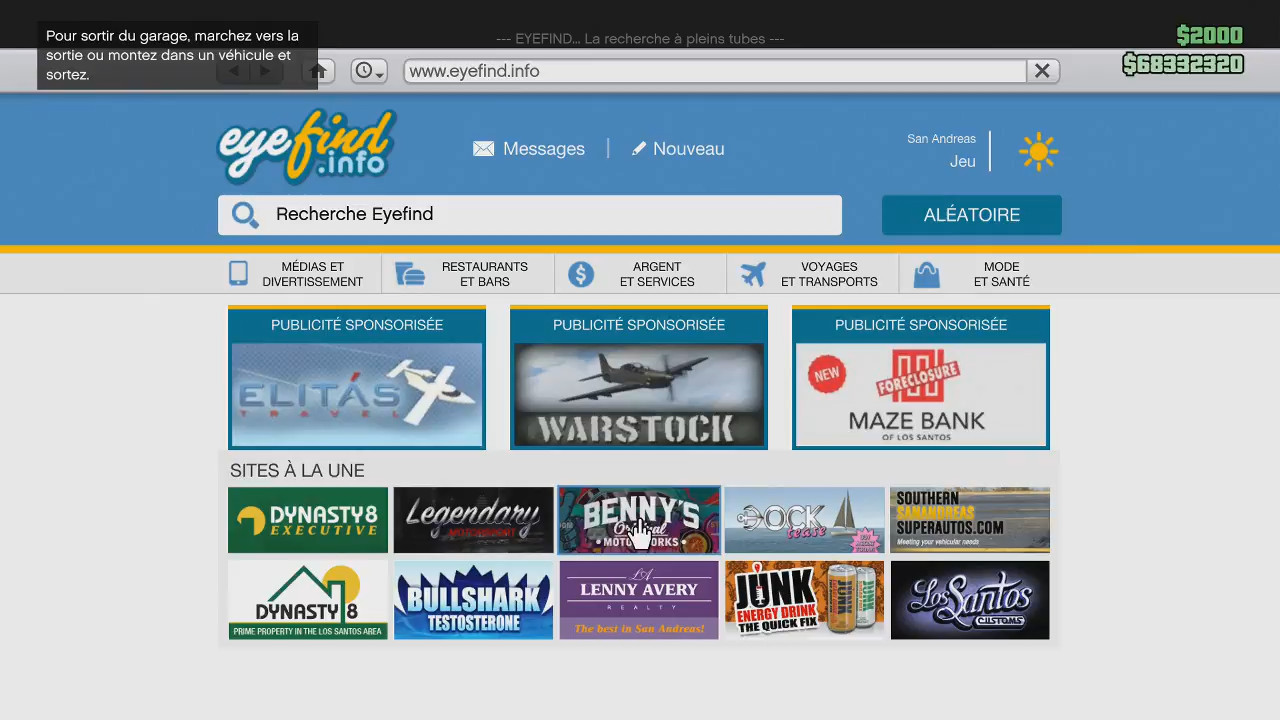 Pour sortir du garage, marchez vers la
sortie ou montez dans un véhicule et
sortez.
--- EYEFIND... La recherche à pleins tubes ---
$2000
$68332320
www.eyefind.info
eyefind
.info
Messages
Nouveau
San Andreas
Jeu
Recherche Eyefind
ALÉATOIRE
MÉDIAS ET
DIVERTISSEMENT
RESTAURANTS
ET BARS
ARGENT
ET SERVICES
VOYAGES
ET TRANSPORTS
MODE
ET SANTÉ
PUBLICITÉ SPONSORISÉE
ELITÁS
TRAVEL
PUBLICITÉ SPONSORISÉE
WARSTOCK
PUBLICITÉ SPONSORISÉE
NEW
FORECLOSURE
MAZE BANK
OF LOS SANTOS
SITES À LA UNE
DYNASTY8
EXECUTIVE
Legendary
MOTORSPORT
BENNY'S
Original
MOTORWORKS
DOCK
tease
SOUTHERN
SANANDREAS
SUPERAUTOS.COM
Meeting your vehicular needs
DYNASTY 8
PRIME PROPERTY IN THE LOS SANTOS AREA
BULLSHARK
TESTOSTERONE
LA
LENNY AVERY
REALTY
The best in San Andreas!
JUNK
ENERGY DRINK
THE QUICK FIX
Los Santos
CUSTOMS